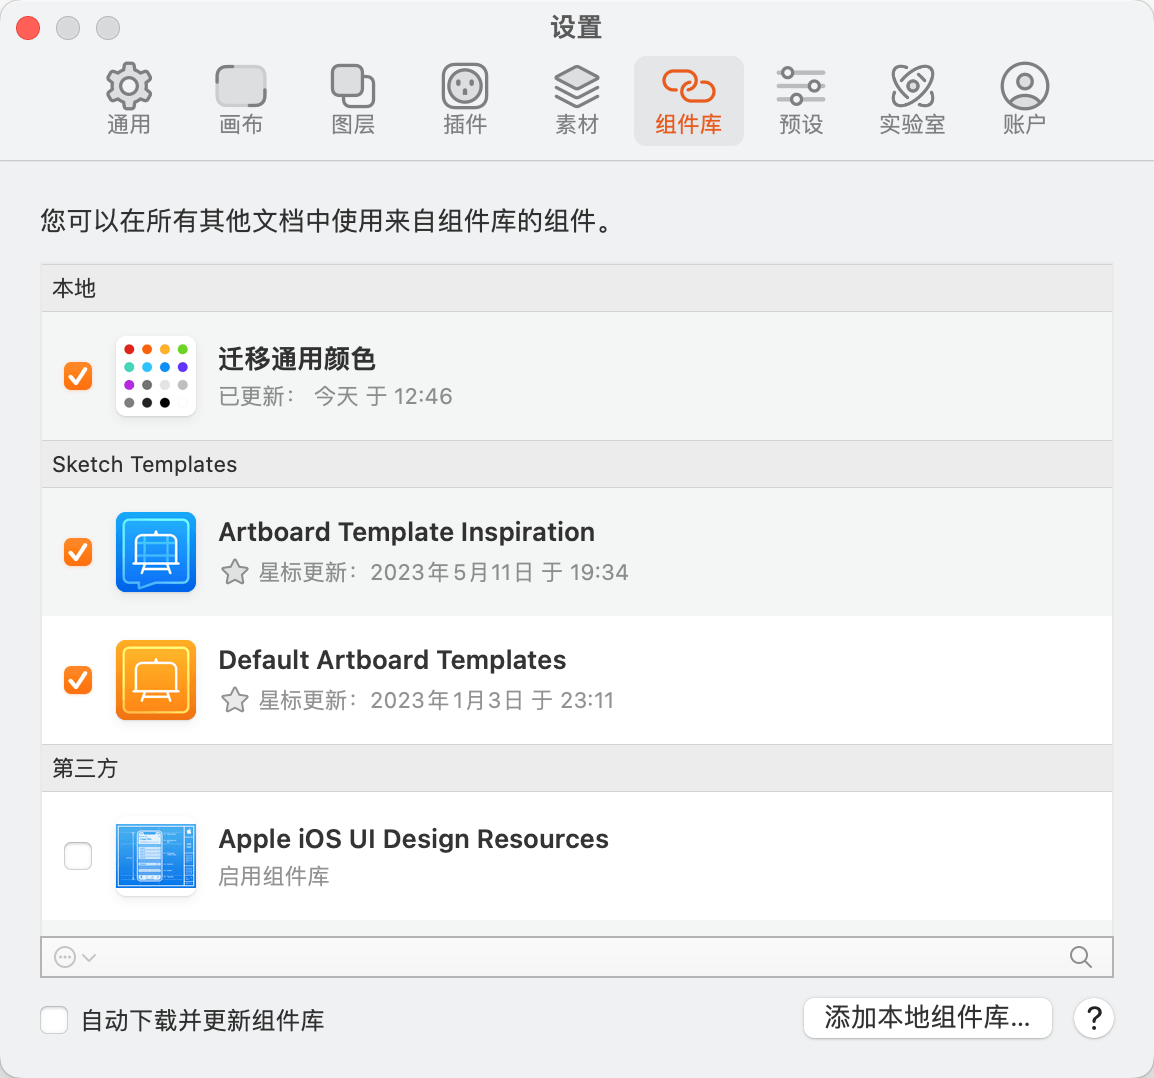 设置
通用
画布
图层
插件
素材
组件库
预设
实验室
账户
您可以在所有其他文档中使用来自组件库的组件。
本地
迁移通用颜色
已更新： 今天 于 12:46
Sketch Templates
Artboard Template Inspiration
星标更新：2023年5月11日 于 19:34
Default Artboard Templates
星标更新：2023年1月3日 于 23:11
第三方
Apple iOS UI Design Resources
启用组件库
自动下载并更新组件库
添加本地组件库...
?